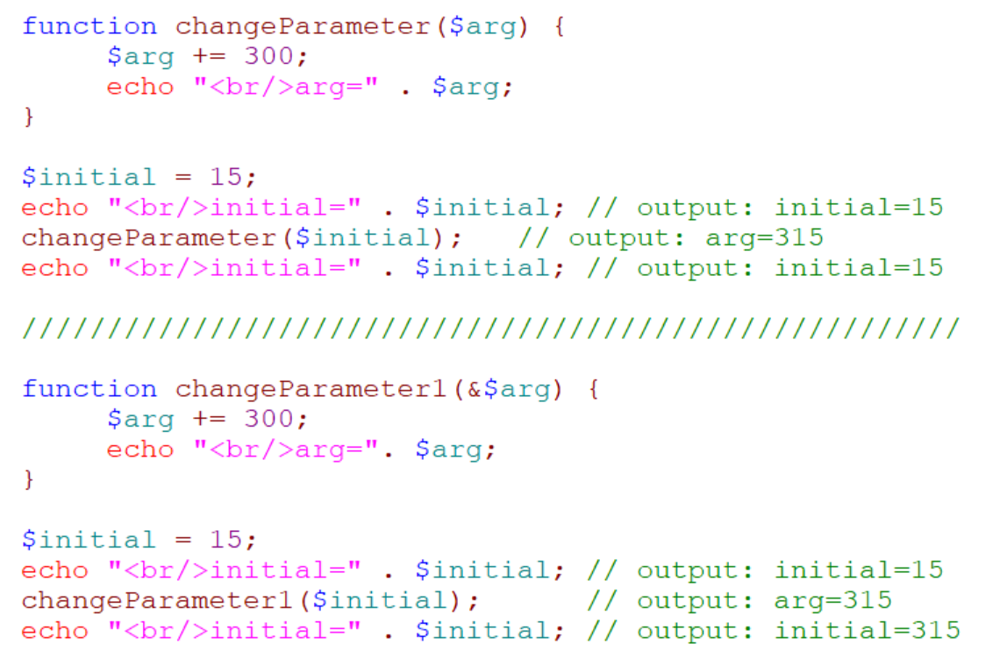 function changeParameter($arg) {
     $arg += 300;
     echo "<br/>arg=" . $arg;
}
$initial = 15;
echo "<br/>initial=" . $initial; // output: initial=15
changeParameter($initial);   // output: arg=315
echo "<br/>initial=" . $initial; // output: initial=15
///////////////////////////////////////////////////////
function changeParameter1(&$arg) {
     $arg += 300;
     echo "<br/>arg=". $arg;
}
$initial = 15;
echo "<br/>initial=" . $initial; // output: initial=15
changeParameter1($initial);      // output: arg=315
echo "<br/>initial=" . $initial; // output: initial=315